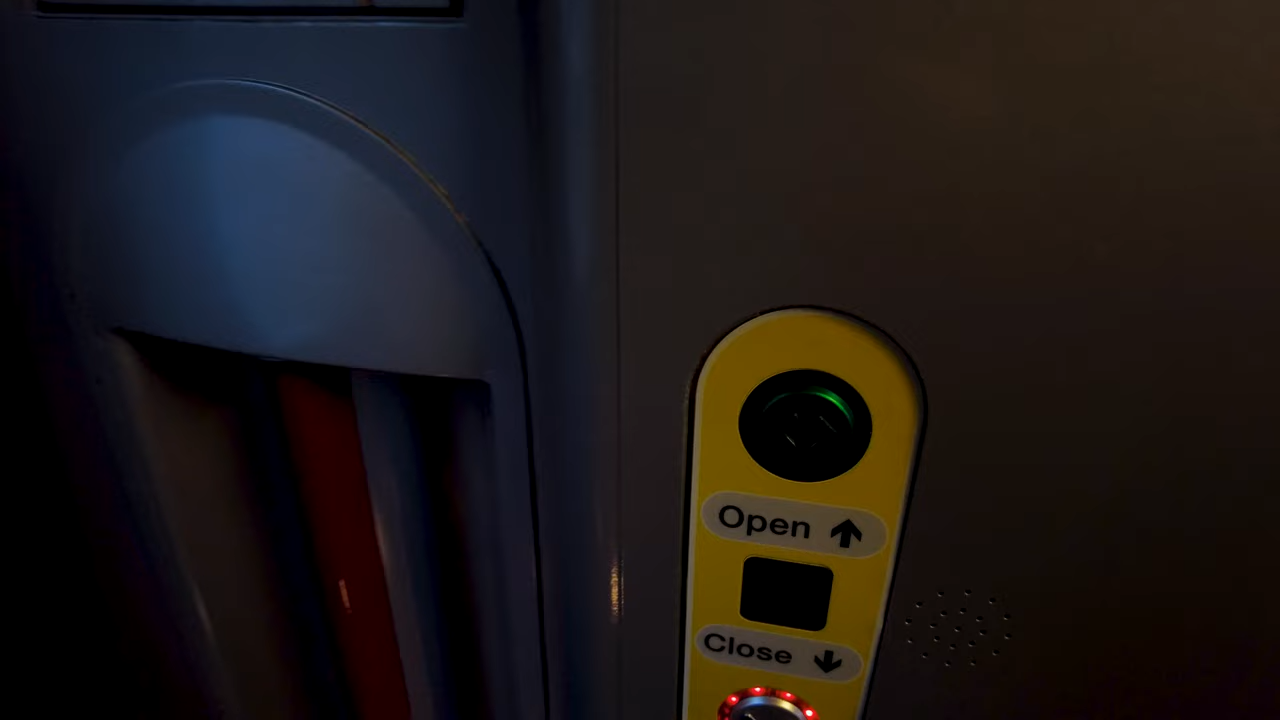 Open ↑
Close ↓